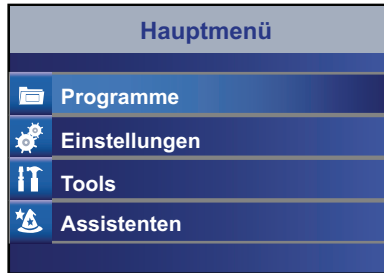 Hauptmenü
Programme
Einstellungen
Tools
Assistenten